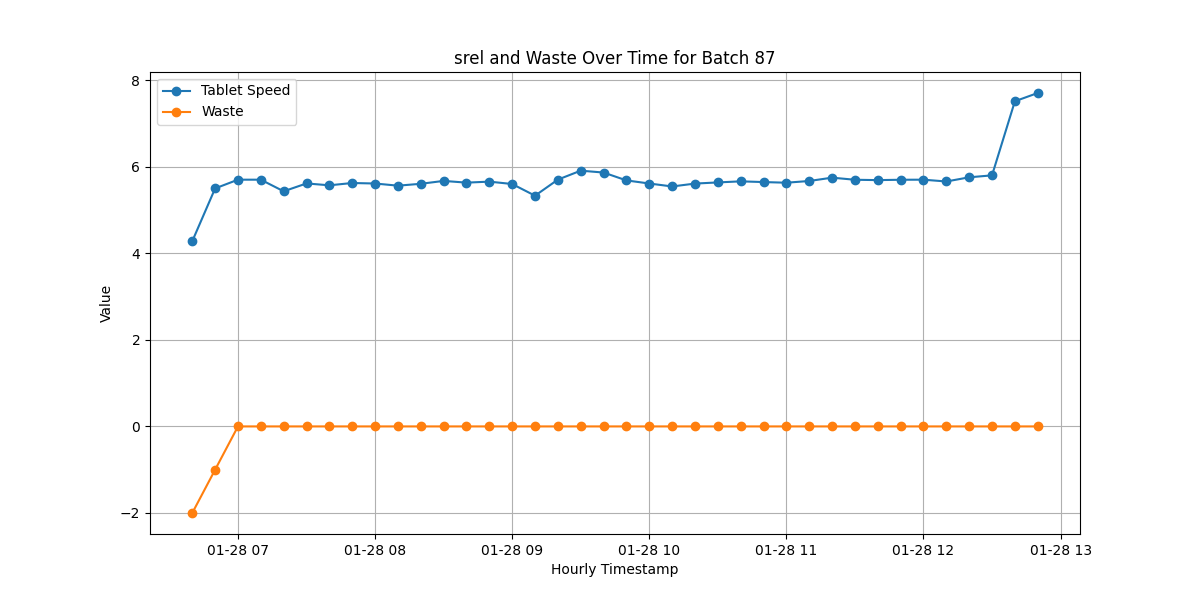 srel and Waste Over Time for Batch 87
Tablet Speed
Waste
Value
8
6
4
2
0
−2
01-28 07 01-28 08 01-28 09 01-28 10 01-28 11 01-28 12 01-28 13
Hourly Timestamp